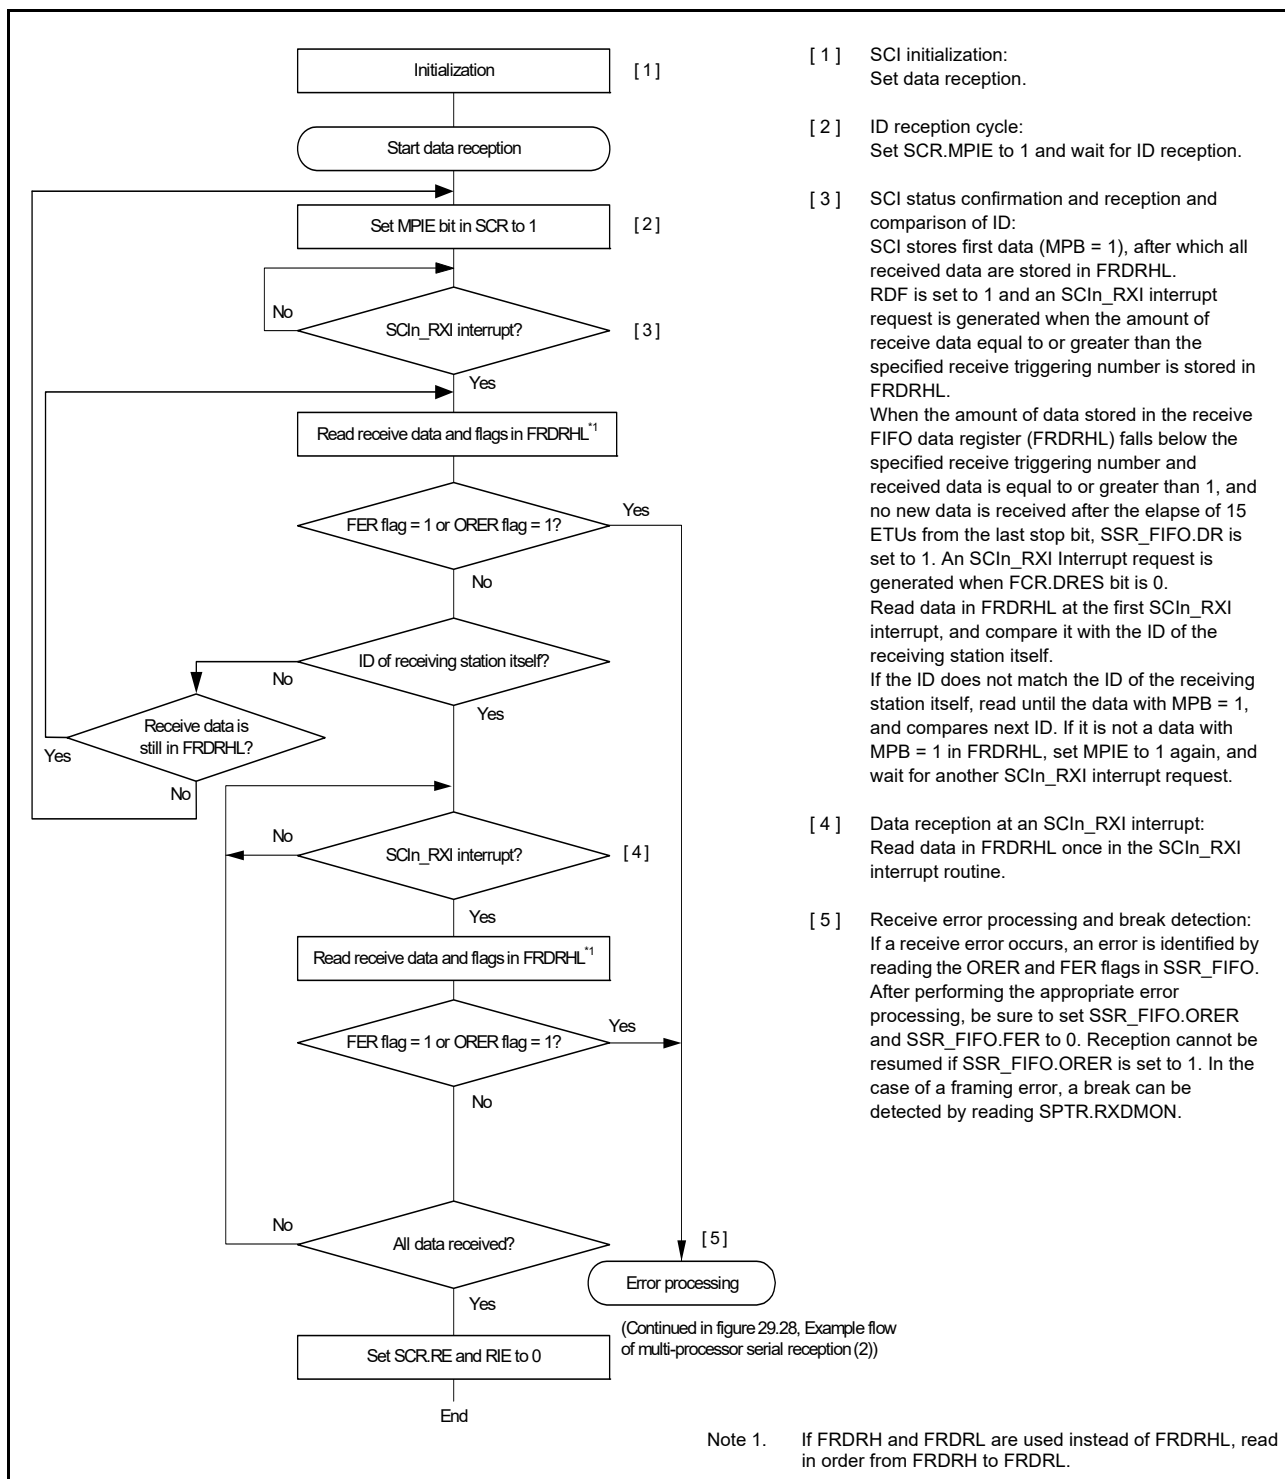 Initialization
[ 1 ]
Start data reception
Set MPIE bit in SCR to 1
[ 2 ]
No
SCIn_RXI interrupt?
[ 3 ]
Yes
Read receive data and flags in FRDRHL*1
FER flag = 1 or ORER flag = 1?
Yes
No
ID of receiving station itself?
No
Yes
Receive data is
still in FRDRHL?
Yes
No
No
SCIn_RXI interrupt?
[ 4 ]
Yes
Read receive data and flags in FRDRHL*1
FER flag = 1 or ORER flag = 1?
Yes
No
No
All data received?
Yes
[ 5 ]
Error processing
(Continued in figure 29.28, Example flow
of multi-processor serial reception (2))
Set SCR.RE and RIE to 0
End
[ 1 ] SCI initialization:
Set data reception.
[ 2 ] ID reception cycle:
Set SCR.MPIE to 1 and wait for ID reception.
[ 3 ] SCI status confirmation and reception and
comparison of ID:
SCI stores first data (MPB = 1), after which all
received data are stored in FRDRHL.
RDF is set to 1 and an SCIn_RXI interrupt
request is generated when the amount of
receive data equal to or greater than the
specified receive triggering number is stored in
FRDRHL.
When the amount of data stored in the receive
FIFO data register (FRDRHL) falls below the
specified receive triggering number and
received data is equal to or greater than 1, and
no new data is received after the elapse of 15
ETUs from the last stop bit, SSR_FIFO.DR is
set to 1. An SCIn_RXI Interrupt request is
generated when FCR.DRES bit is 0.
Read data in FRDRHL at the first SCIn_RXI
interrupt, and compare it with the ID of the
receiving station itself.
If the ID does not match the ID of the receiving
station itself, read until the data with MPB = 1,
and compares next ID. If it is not a data with
MPB = 1 in FRDRHL, set MPIE to 1 again, and
wait for another SCIn_RXI interrupt request.
[ 4 ] Data reception at an SCIn_RXI interrupt:
Read data in FRDRHL once in the SCIn_RXI
interrupt routine.
[ 5 ] Receive error processing and break detection:
If a receive error occurs, an error is identified by
reading the ORER and FER flags in SSR_FIFO.
After performing the appropriate error
processing, be sure to set SSR_FIFO.ORER
and SSR_FIFO.FER to 0. Reception cannot be
resumed if SSR_FIFO.ORER is set to 1. In the
case of a framing error, a break can be
detected by reading SPTR.RXDMON.
Note 1. If FRDRH and FRDRL are used instead of FRDRHL, read
in order from FRDRH to FRDRL.